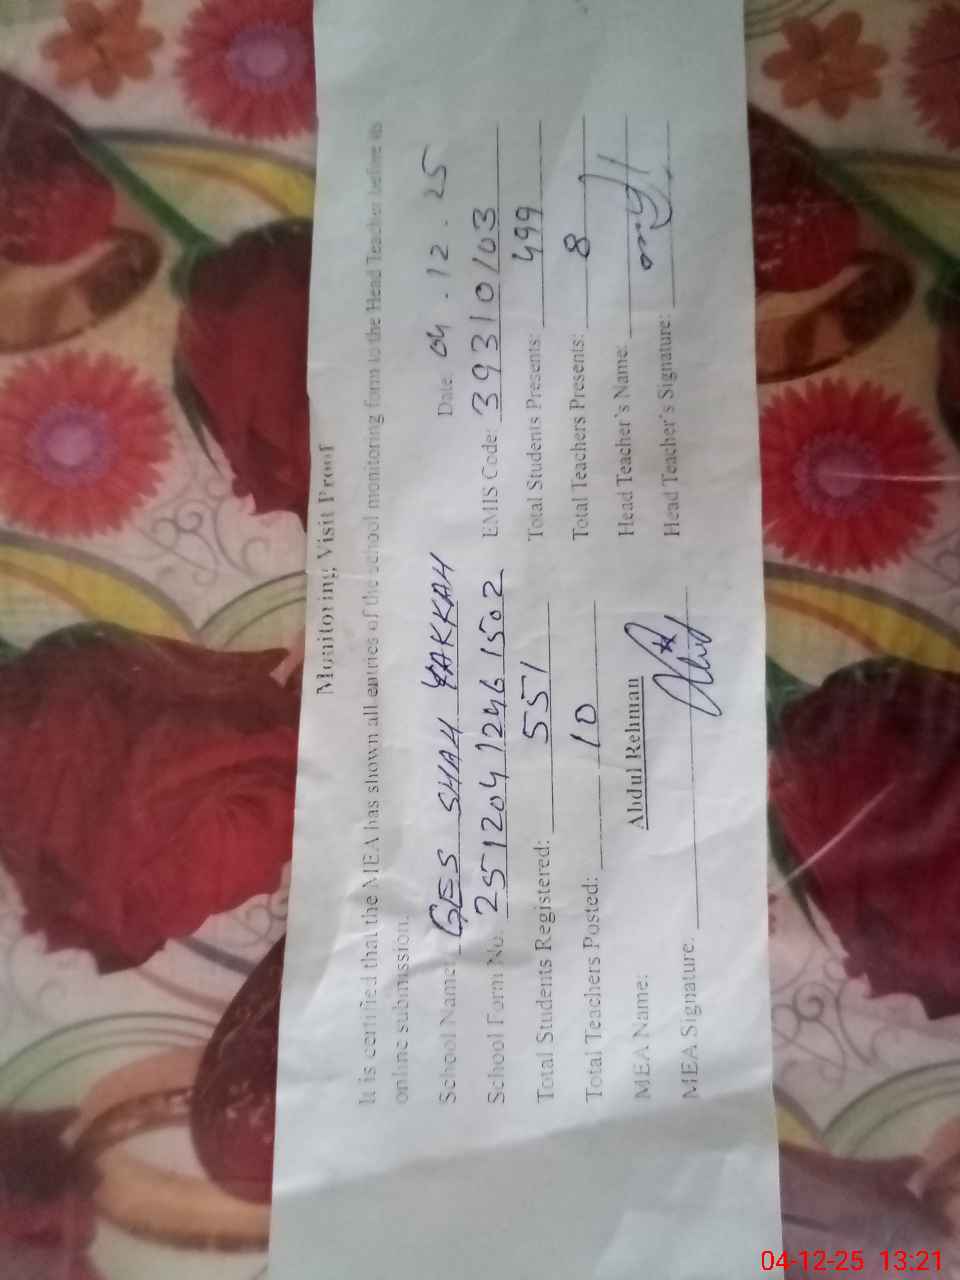 Monitoring Visit Proof
It is certified that the MEA has shown all entries of the school monitoring form to the Head Teacher before its
online submission.
School Name: GES SHAH YAKKAH Date: 04.12.25
School Form No: 255120412461502 EMIS Code: 39310103
Total Students Registered: 551 Total Students Presents: 499
Total Teachers Posted: 10 Total Teachers Presents: 8
MEA Name: Abdul Rehman Head Teacher's Name:
MEA Signature: Head Teacher's Signature:
04-12-25 13:21